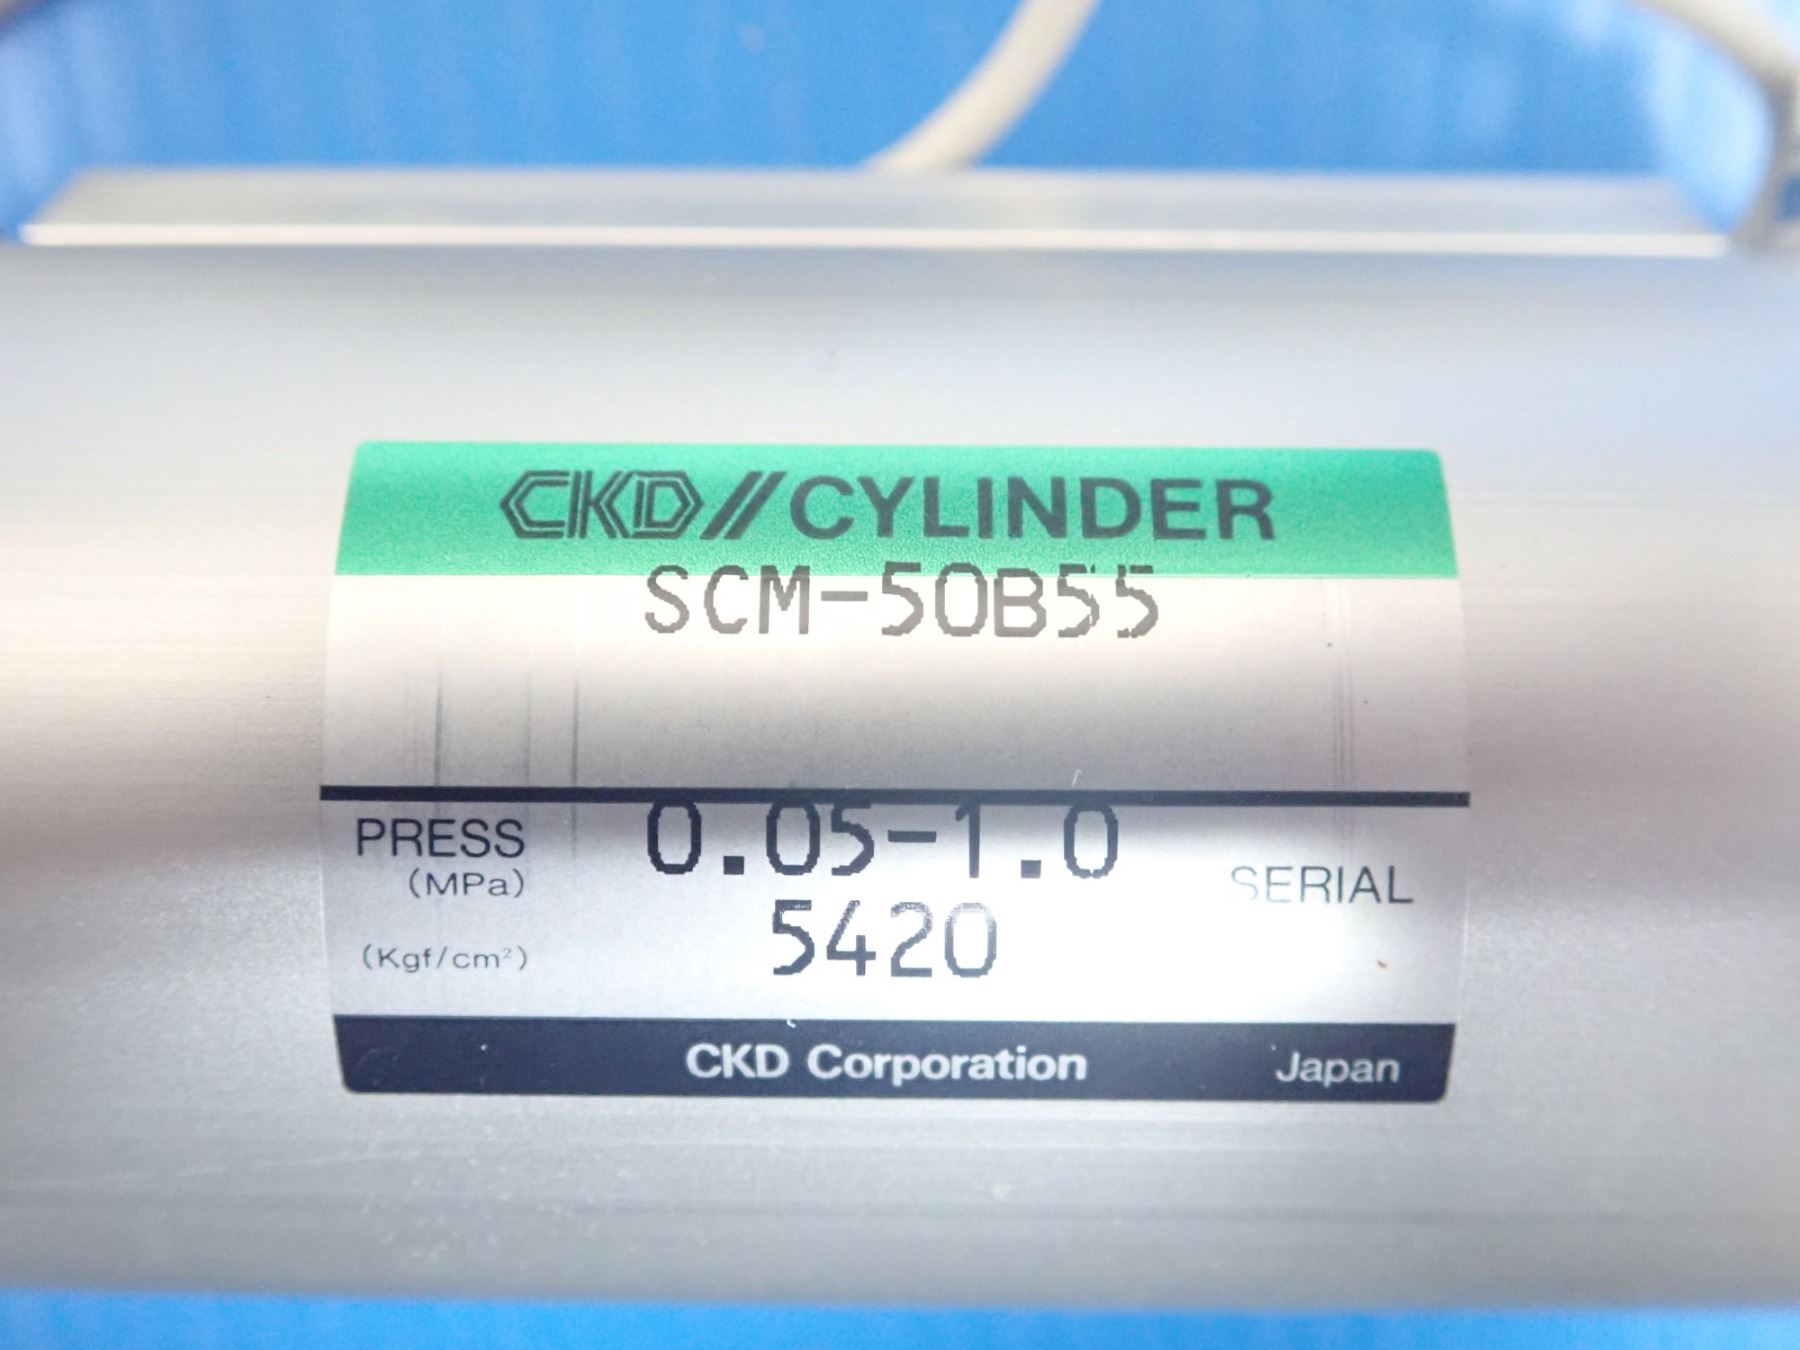 CKD//CYLINDER
SCM-50B55
PRESS 0.05-1.0
(MPa)
SERIAL
5420
(Kgf/cm²)
CKD Corporation Japan